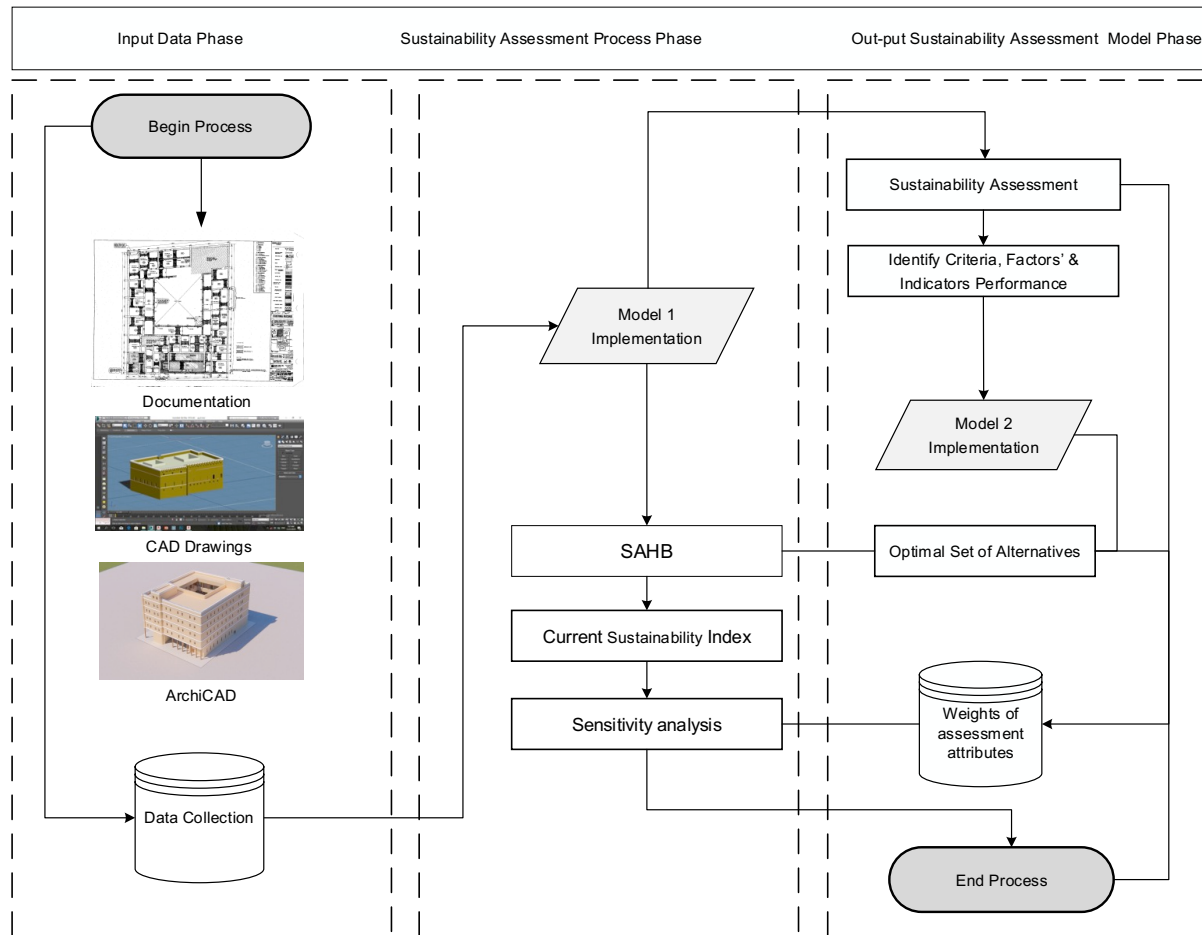 Input Data Phase
Sustainability Assessment Process Phase
Out-put Sustainability Assessment Model Phase
Begin Process
Documentation
CAD Drawings
ArchiCAD
Data Collection
Model 1
Implementation
SAHB
Current Sustainability Index
Sensitivity analysis
Sustainability Assessment
Identify Criteria, Factors' &
Indicators Performance
Model 2
Implementation
Optimal Set of Alternatives
Weights of
assessment
attributes
End Process